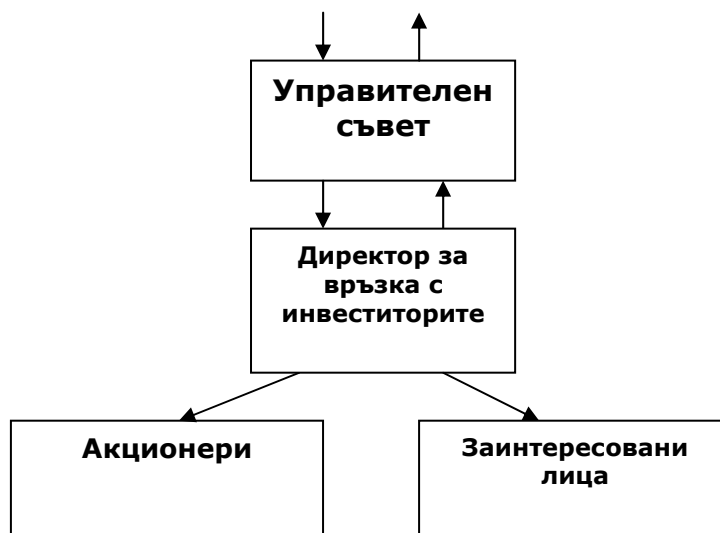 Управителен
съвет
Директор за
връзка с
инвеститорите
Акционери
Заинтересовани
лица